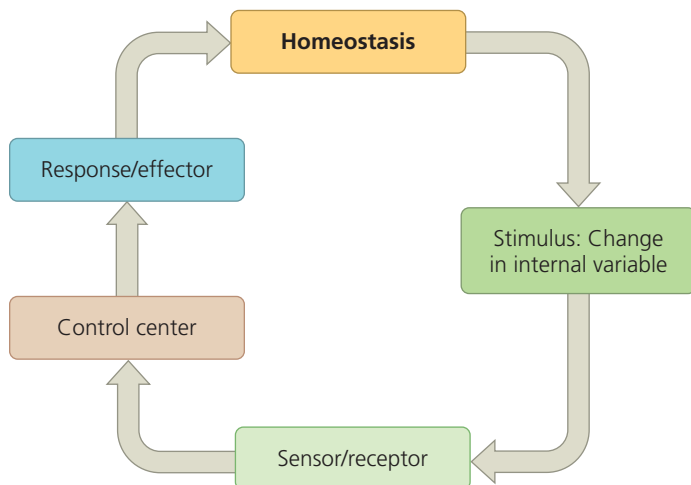 Homeostasis
Response/effector
Stimulus: Change
in internal variable
Control center
Sensor/receptor